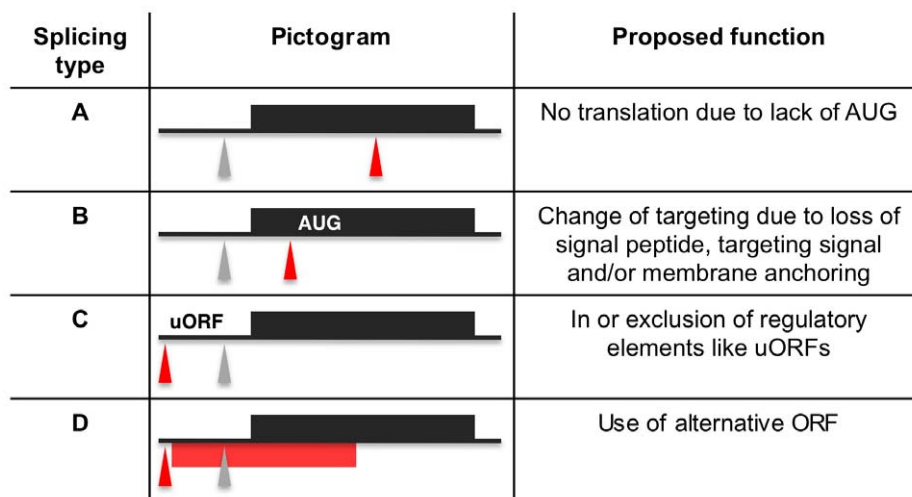 Splicing type
Pictogram
Proposed function
A
No translation due to lack of AUG
B
AUG
Change of targeting due to loss of
signal peptide, targeting signal
and/or membrane anchoring
C
uORF
In or exclusion of regulatory
elements like uORFs
D
Use of alternative ORF